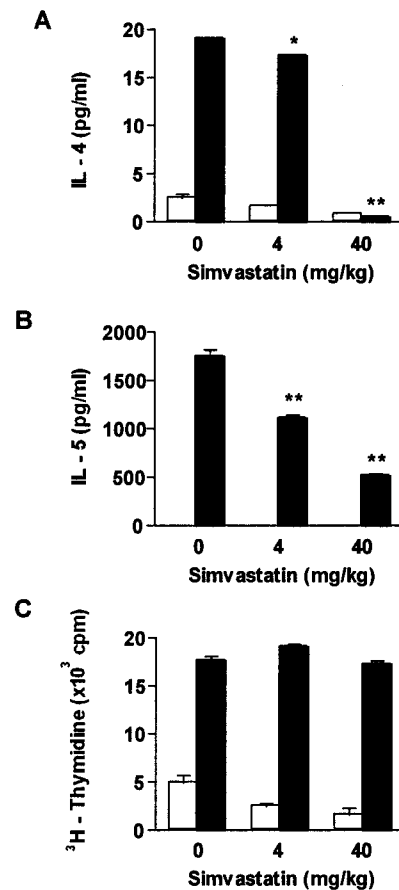 A
IL - 4 (pg/ml)
20
15
10
5
0
*
**
0 4 40
Simvastatin (mg/kg)
B
IL - 5 (pg/ml)
2000
1500
1000
500
0
**
**
0 4 40
Simvastatin (mg/kg)
C
³H - Thymidine (x10³ cpm)
20
15
10
5
0
0 4 40
Simvastatin (mg/kg)